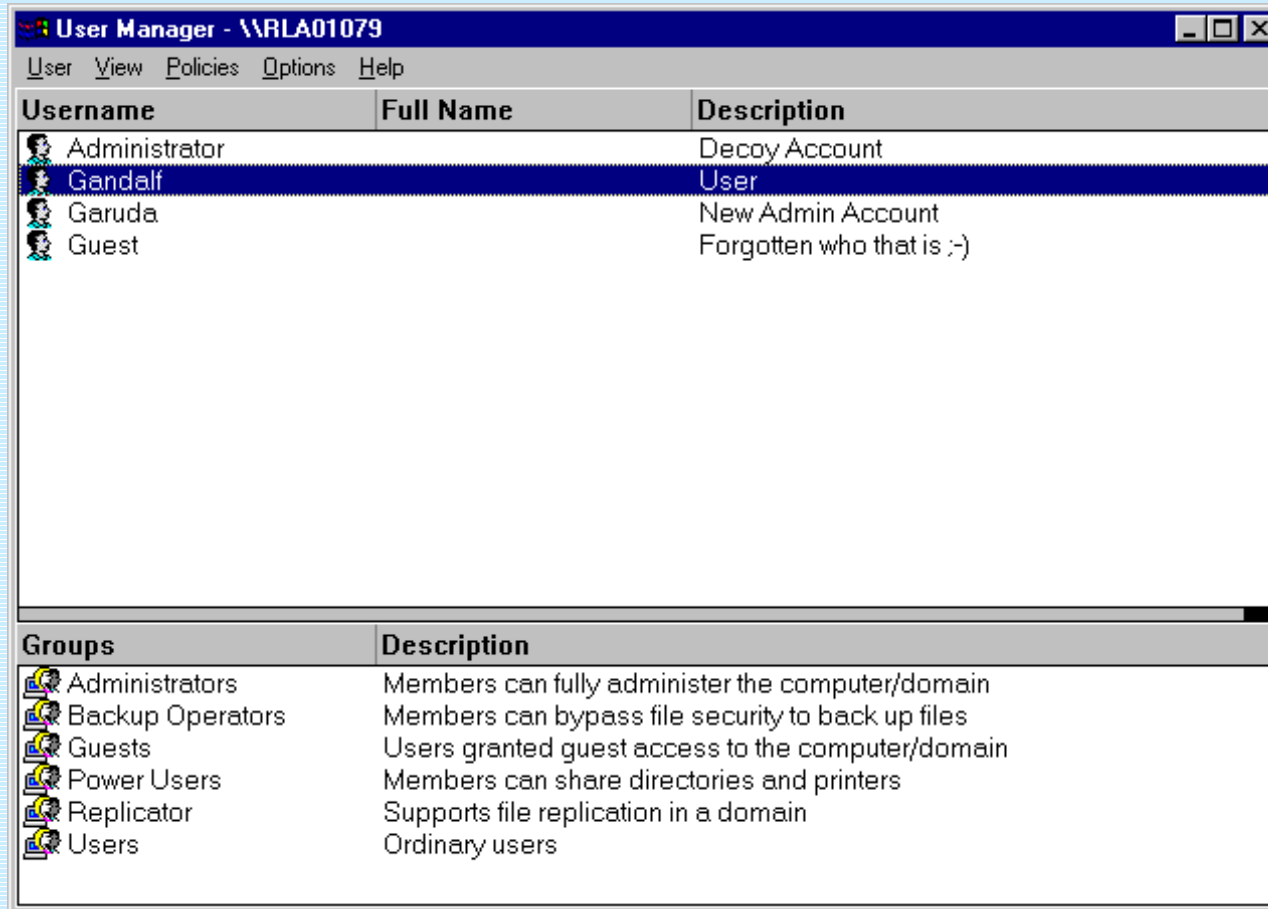 User Manager - \\RLA01079
User View Policies Options Help
Username Full Name Description
Administrator Decoy Account
Gandalf User
Garuda New Admin Account
Guest Forgotten who that is ;-)
Groups Description
Administrators Members can fully administer the computer/domain
Backup Operators Members can bypass file security to back up files
Guests Users granted guest access to the computer/domain
Power Users Members can share directories and printers
Replicator Supports file replication in a domain
Users Ordinary users